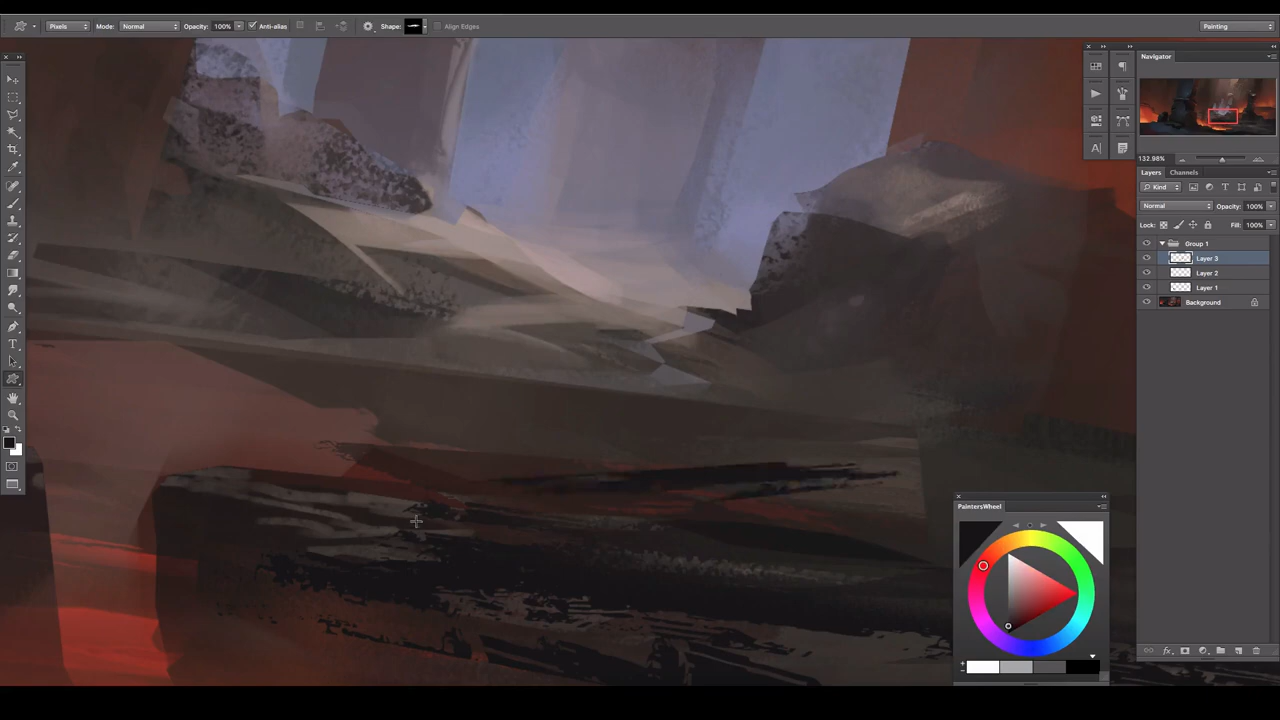 Pixels Mode: Normal Opacity: 100% Anti-alias Shape: Align Edges Painting
Navigator
132.98%
Layers Channels
Kind
Normal Opacity: 100%
Lock: Fill: 100%
Group 1
Layer 3
Layer 2
Layer 1
Background
PaintersWheel